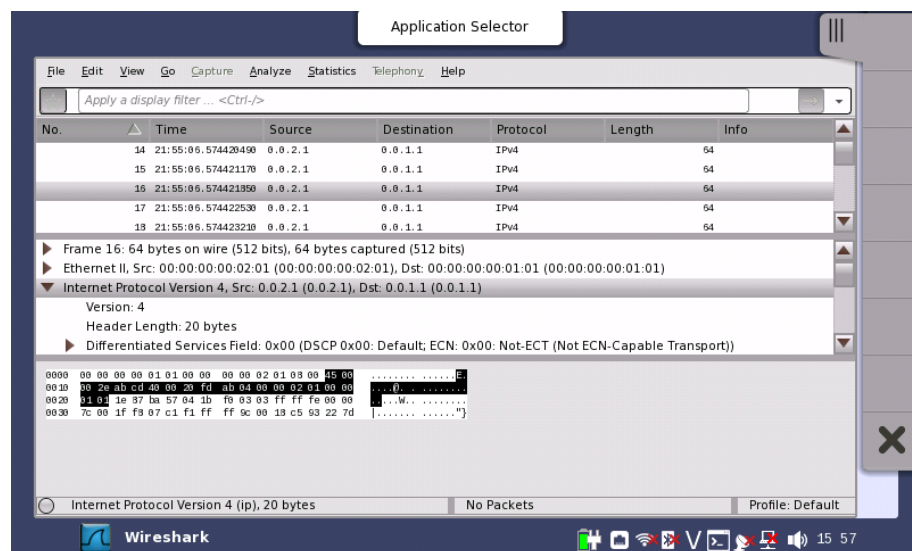 Application Selector
File Edit View Go Capture Analyze Statistics Telephony Help
Apply a display filter ... <Ctrl-/>
No. Time Source Destination Protocol Length Info
14 21:55:06.574420490 0.0.2.1 0.0.1.1 IPv4 64
15 21:55:06.574421170 0.0.2.1 0.0.1.1 IPv4 64
16 21:55:06.574421850 0.0.2.1 0.0.1.1 IPv4 64
17 21:55:06.574422530 0.0.2.1 0.0.1.1 IPv4 64
18 21:55:06.574423210 0.0.2.1 0.0.1.1 IPv4 64
Frame 16: 64 bytes on wire (512 bits), 64 bytes captured (512 bits)
Ethernet II, Src: 00:00:00:00:02:01 (00:00:00:00:02:01), Dst: 00:00:00:00:01:01 (00:00:00:00:01:01)
Internet Protocol Version 4, Src: 0.0.2.1 (0.0.2.1), Dst: 0.0.1.1 (0.0.1.1)
Version: 4
Header Length: 20 bytes
Differentiated Services Field: 0x00 (DSCP 0x00: Default; ECN: 0x00: Not-ECT (Not ECN-Capable Transport))
0000 00 00 00 00 01 01 00 00 00 00 02 01 08 00 45 00 ........ ......E.
0010 00 2e ab cd 40 00 20 fd ab 04 00 00 02 01 00 00 ....@. . ........
0020 01 01 1e 87 ba 57 04 1b f0 03 03 ff ff fe 00 00 .....W.. ........
0030 7c 00 1f f8 07 c1 f1 ff ff 9c 00 18 c5 93 22 7d |....... ......"}
Internet Protocol Version 4 (ip), 20 bytes No Packets Profile: Default
Wireshark 15 57